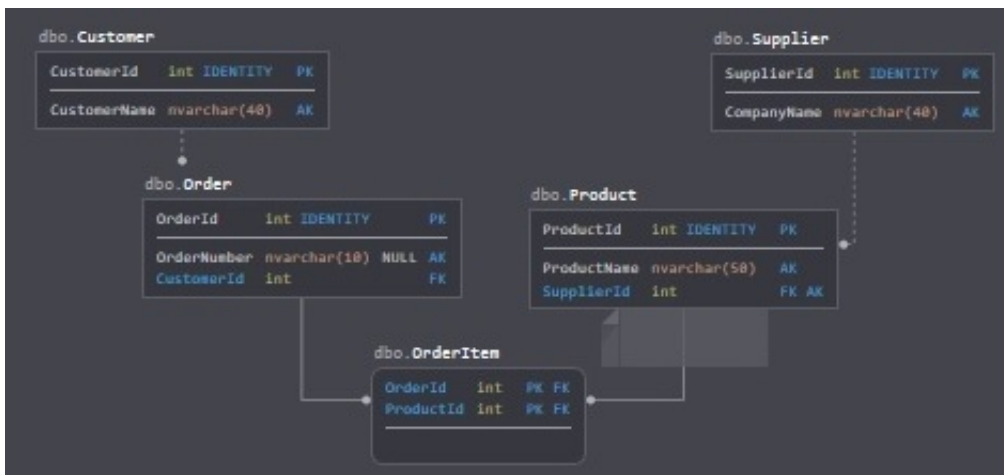 dbo.Customer
CustomerId int IDENTITY PK
CustomerName nvarchar(40) AK
dbo.Supplier
SupplierId int IDENTITY PK
CompanyName nvarchar(40) AK
dbo.Order
OrderId int IDENTITY PK
OrderNumber nvarchar(10) NULL AK
CustomerId int FK
dbo.Product
ProductId int IDENTITY PK
ProductName nvarchar(50) AK
SupplierId int FK AK
dbo.OrderItem
OrderId int PK FK
ProductId int PK FK